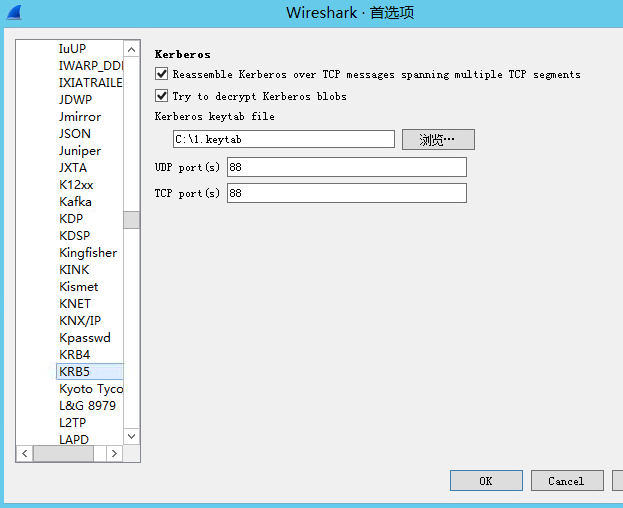 Wireshark · 首选项
IuUP
IWARP_DDI
IXIATRAILE
JDWP
Jmirror
JSON
Juniper
JXTA
K12xx
Kafka
KDP
KDSP
Kingfisher
KINK
Kismet
KNET
KNX/IP
Kpasswd
KRB4
KRB5
Kyoto Tyco
L&G 8979
L2TP
LAPD
Kerberos
Reassemble Kerberos over TCP messages spanning multiple TCP segments
Try to decrypt Kerberos blobs
Kerberos keytab file
C:\1.keytab
浏览…
UDP port(s) 88
TCP port(s) 88
OK
Cancel